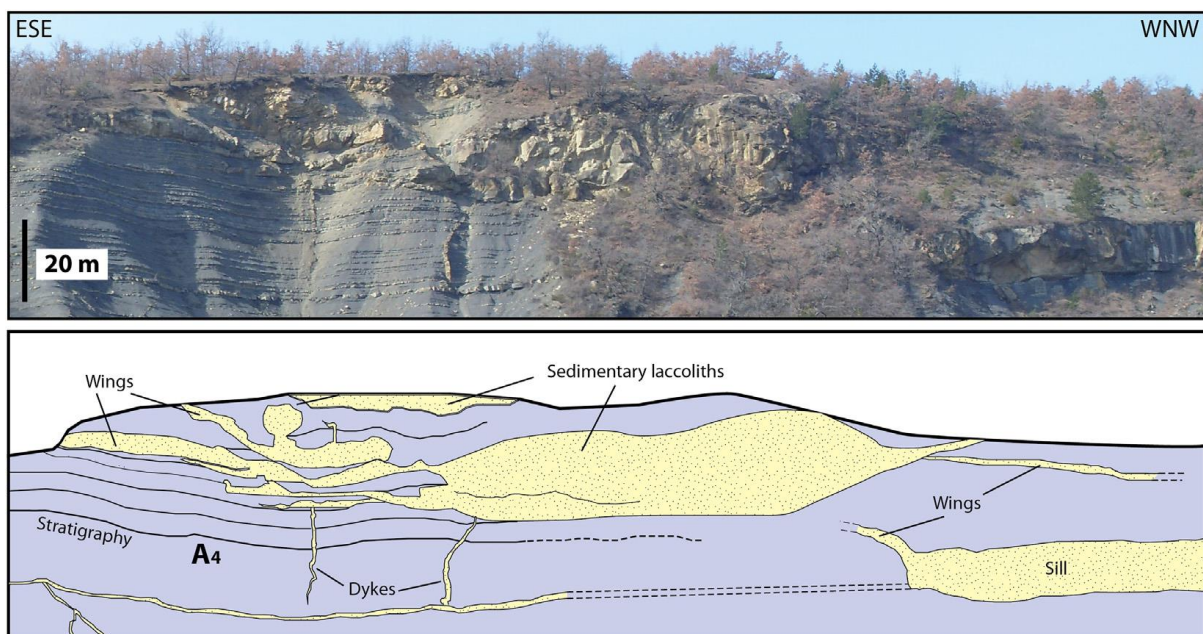 ESE
WNW
20 m
Wings
Sedimentary laccoliths
Wings
Stratigraphy
A4
Dykes
Sill